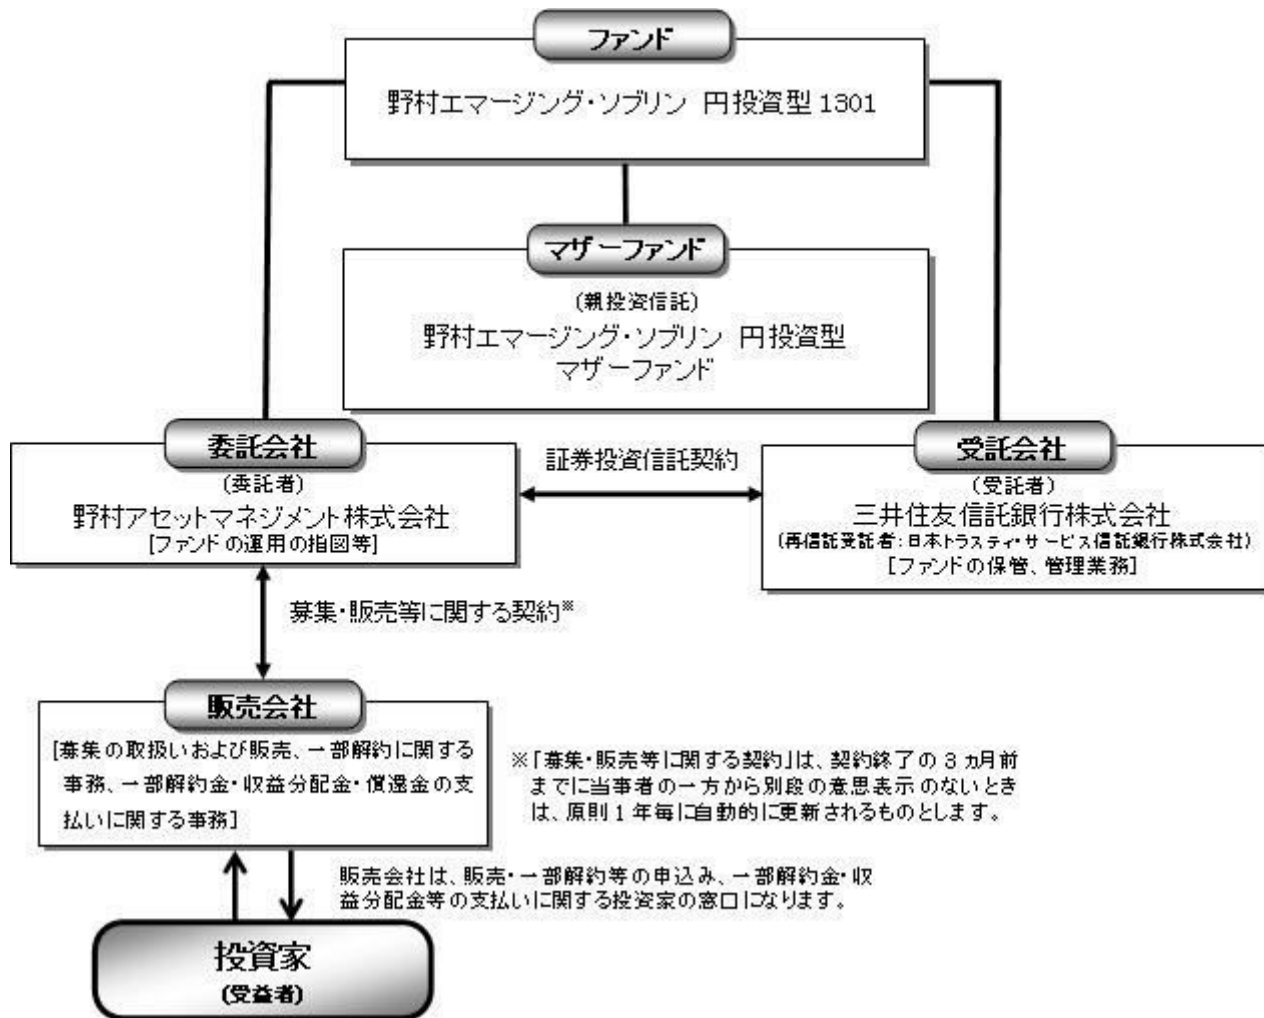 ファンド
野村エマージング・ソブリン 円投資型 1301
マザーファンド
(親投資信託)
野村エマージング・ソブリン 円投資型
マザーファンド
委託会社
(委託者)
野村アセットマネジメント株式会社
[ファンドの運用の指図等]
証券投資信託契約
受託会社
(受託者)
三井住友信託銀行株式会社
(再信託受託者:日本トラスティ・サービス信託銀行株式会社)
[ファンドの保管、管理業務]
募集・販売等に関する契約※
販売会社
[募集の取扱いおよび販売、一部解約に関する
事務、一部解約金・収益分配金・償還金の支
払いに関する事務]
※「募集・販売等に関する契約」は、契約終了の3ヵ月前
までに当事者の一方から別段の意思表示のないとき
は、原則1年毎に自動的に更新されるものとします。
販売会社は、販売・一部解約等の申込み、一部解約金・収
益分配金等の支払いに関する投資家の窓口になります。
投資家
(受益者)